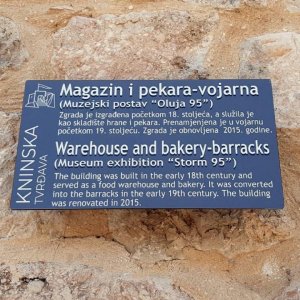 KNINSKA
TVRĐAVA
Magazin i pekara-vojarna
(Muzejski postav "Oluja 95")
Zgrada je izgrađena početkom 18. stoljeća, a služila je
kao skladište hrane i pekara. Prenamjenjena je u vojarnu
početkom 19. stoljeću. Zgrada je obnovljena 2015. godine.
Warehouse and bakery-barracks
(Museum exhibition "Storm 95")
The building was built in the early 18th century and
served as a food warehouse and bakery. It was converted
into the barracks in the early 19th century. The building
was renovated in 2015.